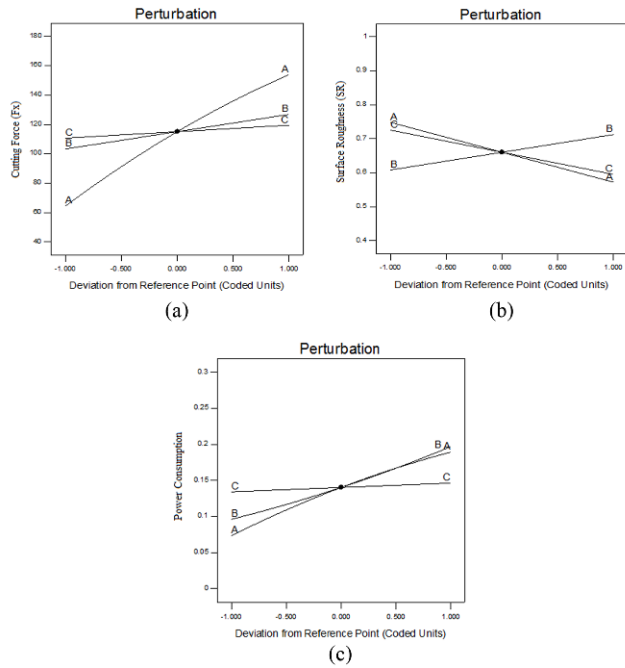 Perturbation
Cutting Force (Fx)
180
160
140
120
100
80
60
40
A
B
C
C
B
A
-1.000 -0.500 0.000 0.500 1.000
Deviation from Reference Point (Coded Units)
(a)
Perturbation
Surface Roughness (SR)
1
0.9
0.8
0.7
0.6
0.5
0.4
A
C
B
B
C
A
-1.000 -0.500 0.000 0.500 1.000
Deviation from Reference Point (Coded Units)
(b)
Perturbation
Power Consumption
0.3
0.25
0.2
0.15
0.1
0.05
0
B A
C
C
B
A
-1.000 -0.500 0.000 0.500 1.000
Deviation from Reference Point (Coded Units)
(c)